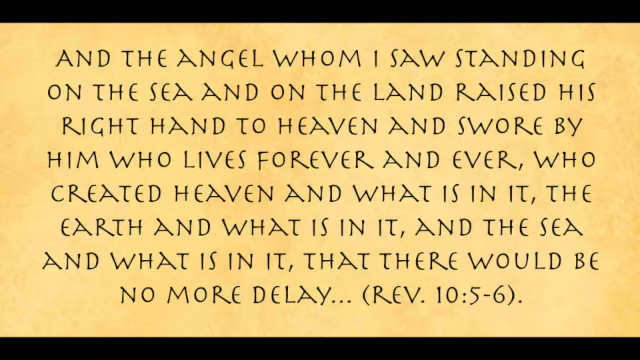 And the angel whom I saw standing
on the sea and on the land raised his
right hand to heaven and swore by
him who lives forever and ever, who
created heaven and what is in it, the
earth and what is in it, and the sea
and what is in it, that there would be
no more delay... (Rev. 10:5-6).